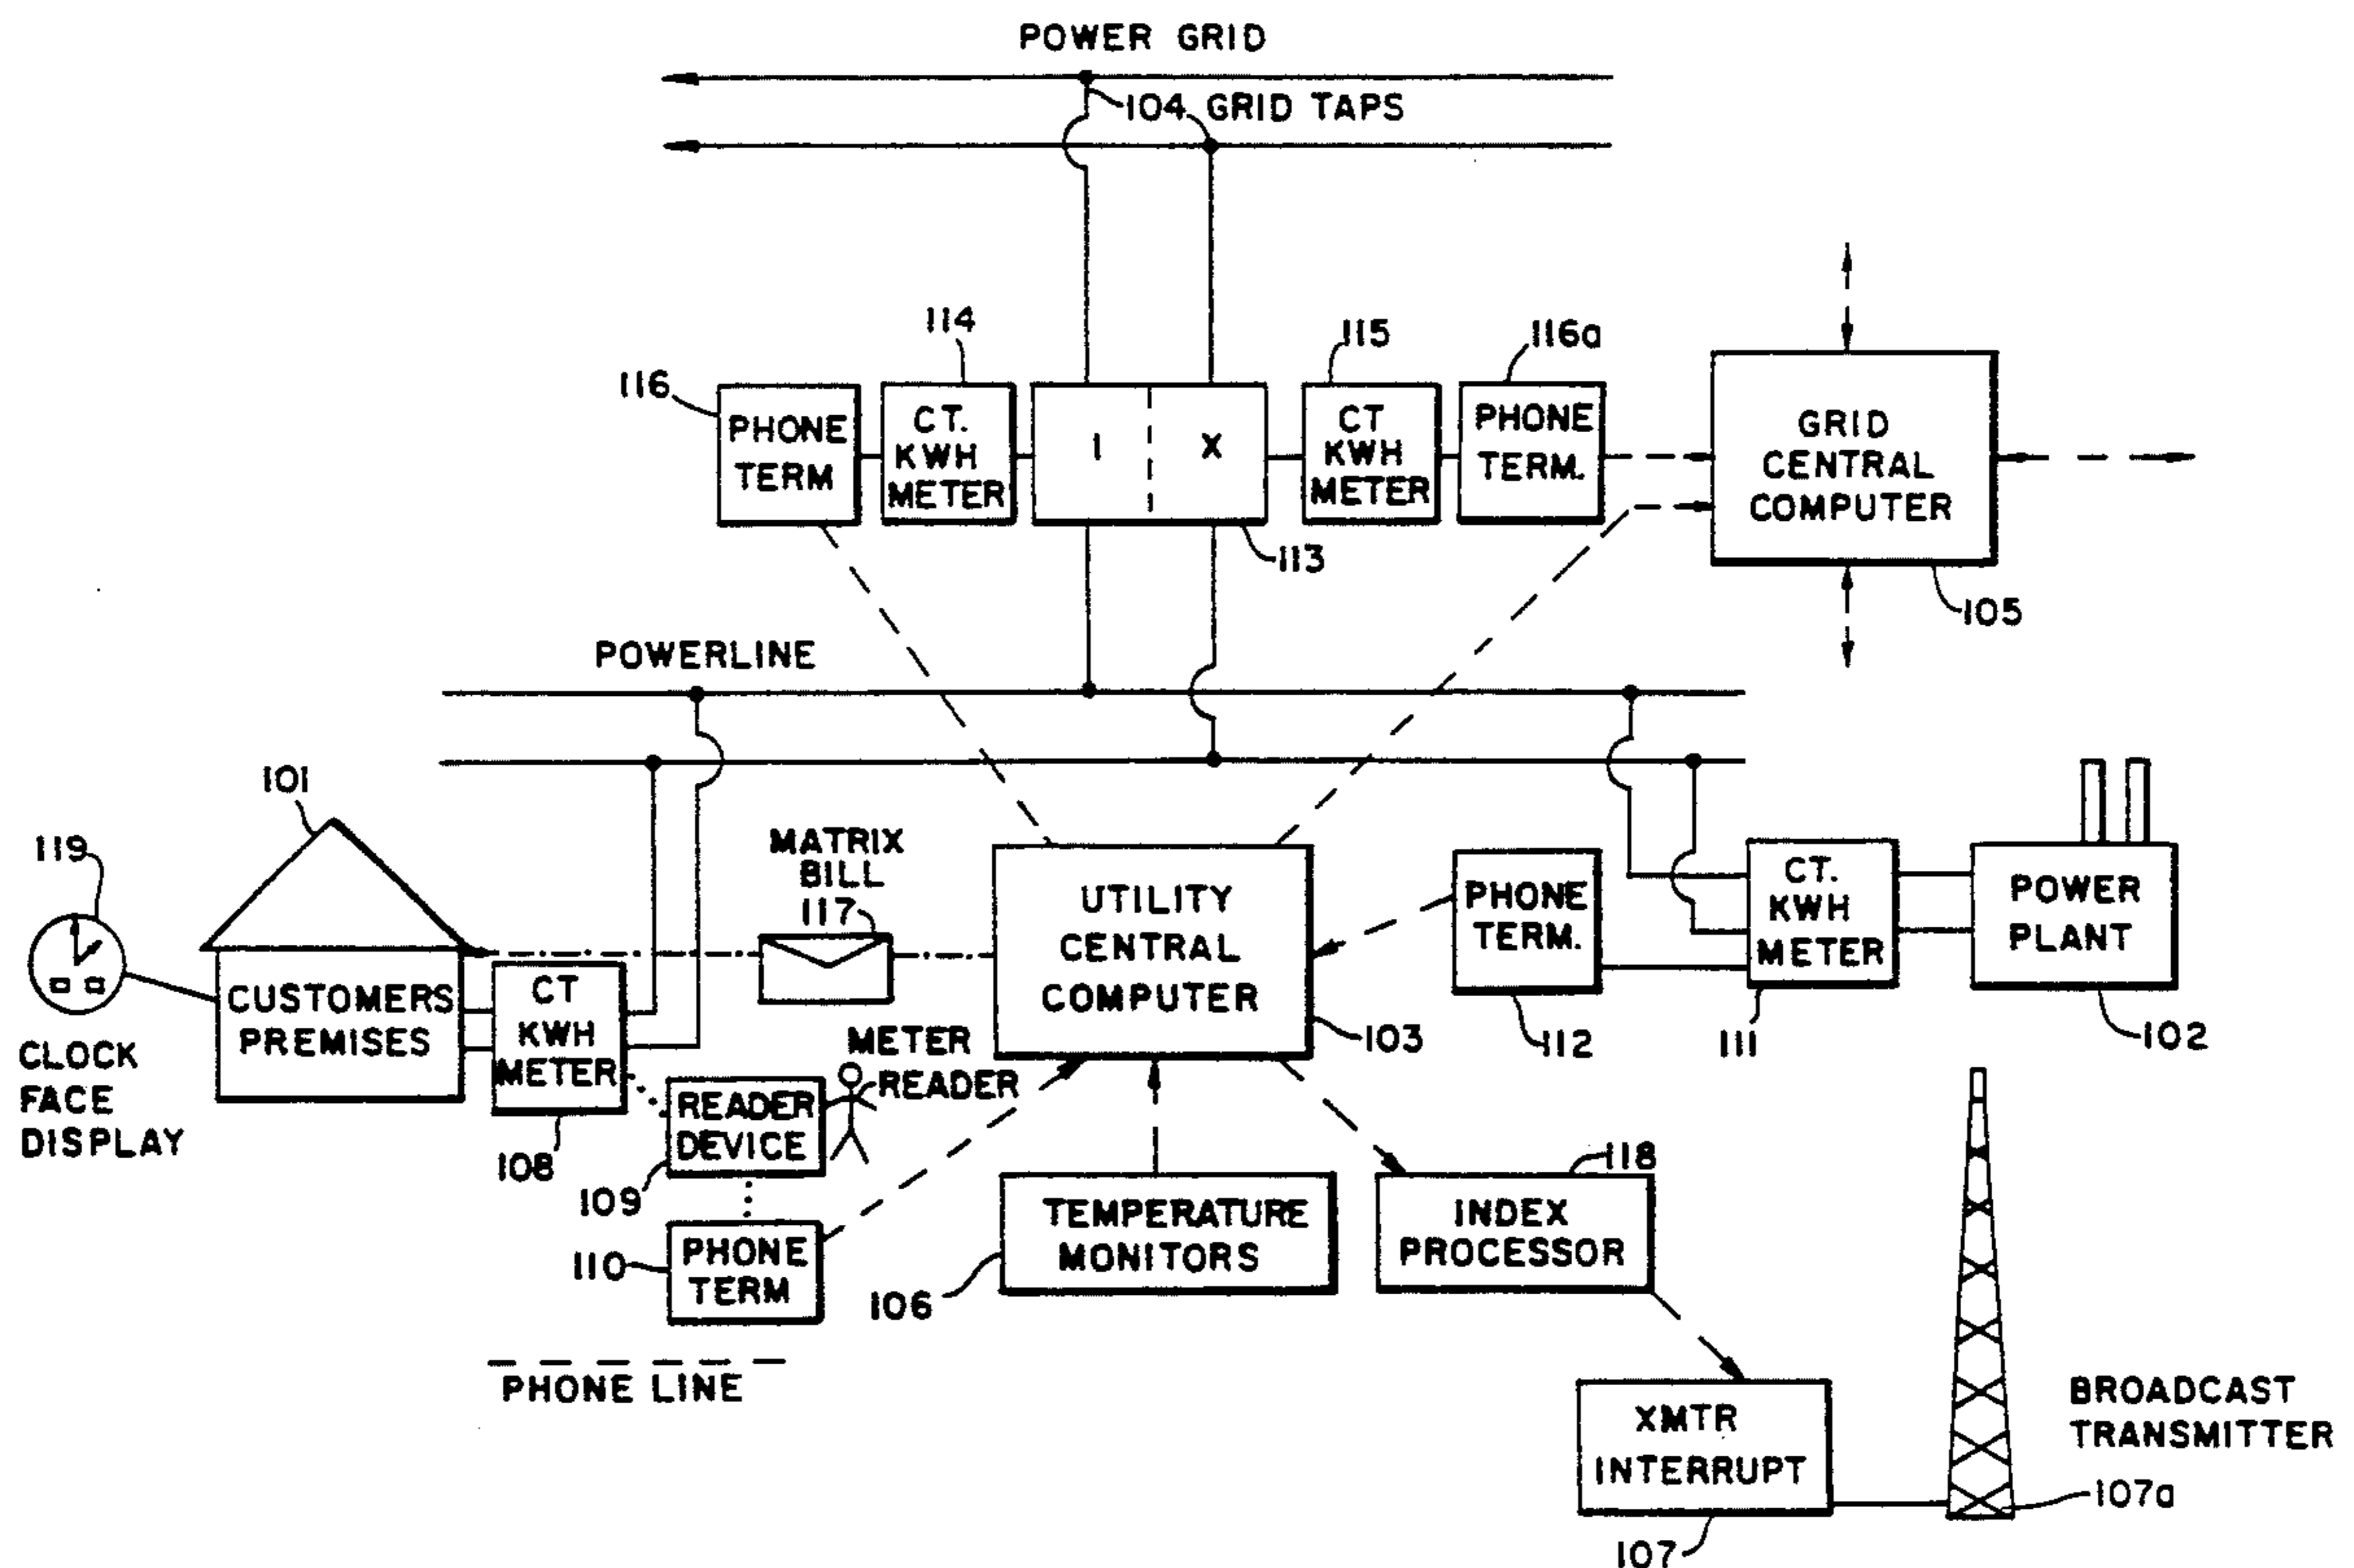 POWER GRID
104 GRID TAPS
114
115
116a
116
PHONE
TERM
CT.
KWH
METER
I
X
CT
KWH
METER
PHONE
TERM.
GRID
CENTRAL
COMPUTER
113
105
POWERLINE
101
119
MATRIX
BILL
117
UTILITY
CENTRAL
COMPUTER
PHONE
TERM.
CT.
KWH
METER
POWER
PLANT
CUSTOMERS
PREMISES
CT
KWH
METER
103
112
111
102
CLOCK
FACE
DISPLAY
METER
READER
READER
DEVICE
108
109
118
110
PHONE
TERM
TEMPERATURE
MONITORS
106
INDEX
PROCESSOR
PHONE LINE
XMTR
INTERRUPT
BROADCAST
TRANSMITTER
107a
107